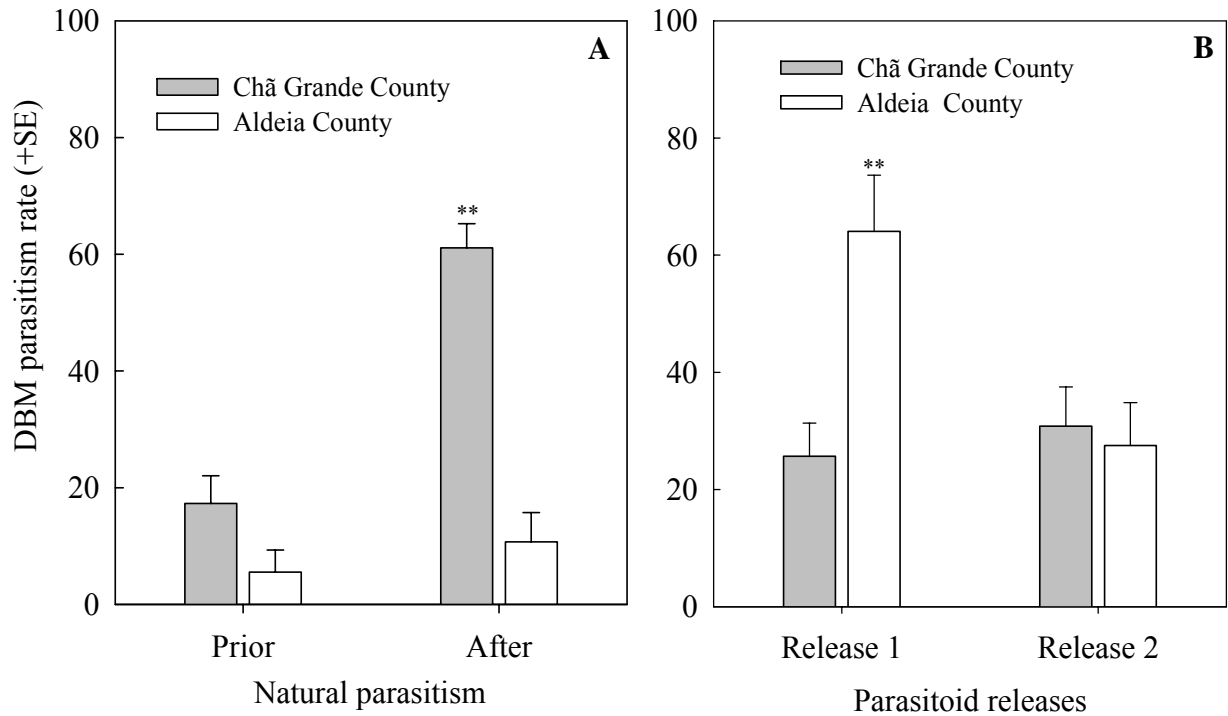 A
Chã Grande County
Aldeia County
DBM parasitism rate (+SE)
100
80
60
40
20
0
**
Prior After
Natural parasitism
B
Chã Grande County
Aldeia County
100
80
60
40
20
0
**
Release 1 Release 2
Parasitoid releases